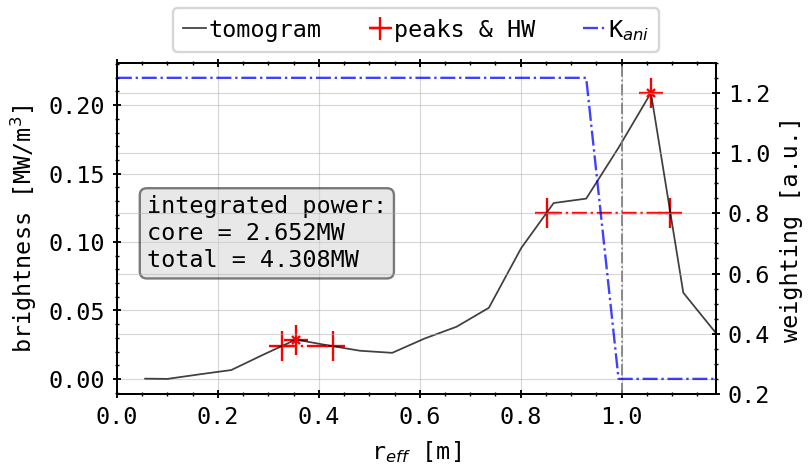 tomogram peaks & HW K_ani
brightness [MW/m³]
0.20
0.15
0.10
0.05
0.00
integrated power:
core = 2.652MW
total = 4.308MW
1.2
1.0
0.8
0.6
0.4
0.2
weighting [a.u.]
0.0 0.2 0.4 0.6 0.8 1.0
r_eff [m]